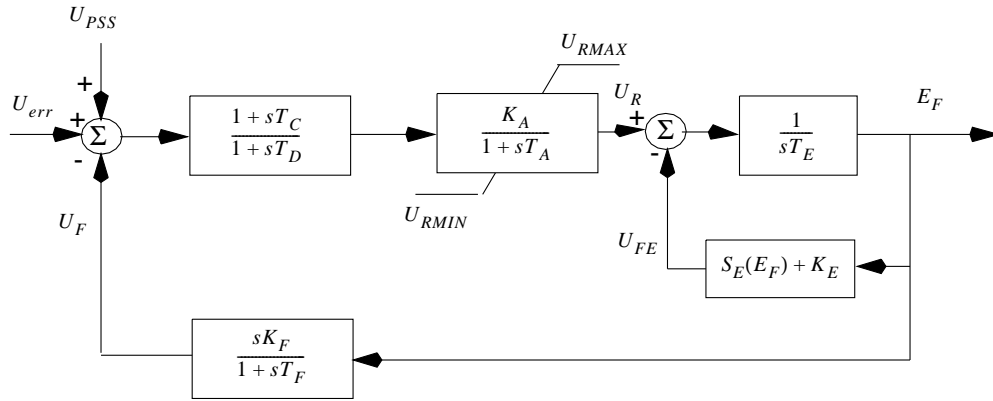 U_PSS
U_RMAX
+
U_err
+
Σ
-
1 + sT_C
1 + sT_D
K_A
1 + sT_A
U_R
+
Σ
-
1
sT_E
E_F
U_RMIN
U_F
U_FE
S_E(E_F) + K_E
sK_F
1 + sT_F